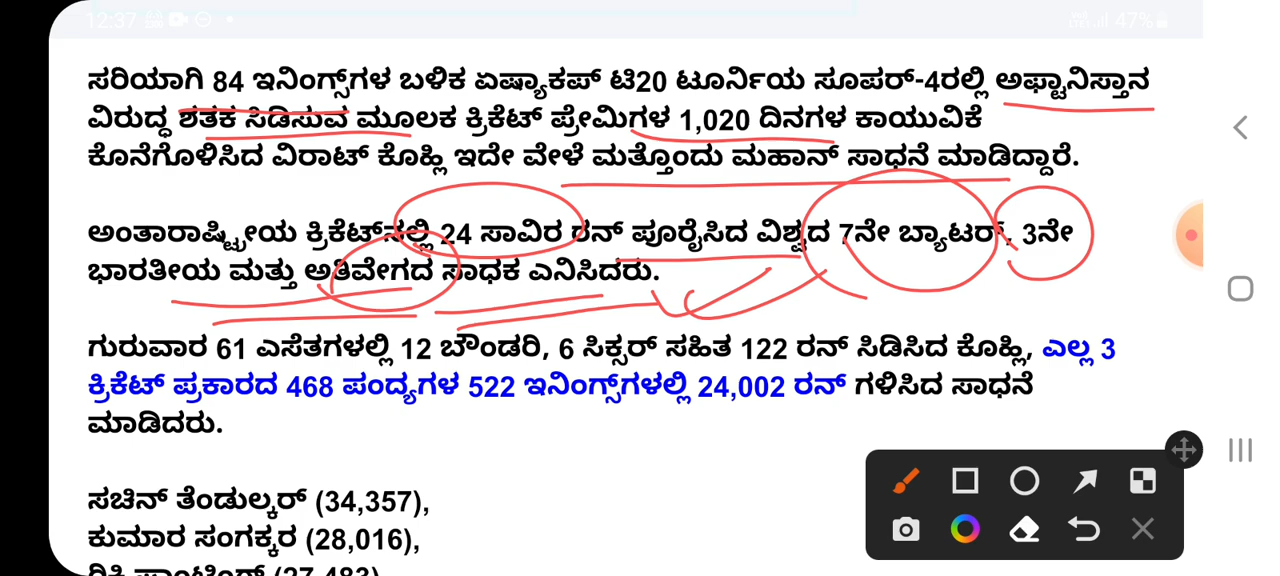 12:37
47%
ಸರಿಯಾಗಿ 84 ಇನಿಂಗ್ಸ್‌ಗಳ ಬಳಿಕ ಏಷ್ಯಾಕಪ್ ಟಿ20 ಟೂರ್ನಿಯ ಸೂಪರ್-4ರಲ್ಲಿ ಅಫ್ಘಾನಿಸ್ತಾನ
ವಿರುದ್ಧ ಶತಕ ಸಿಡಿಸುವ ಮೂಲಕ ಕ್ರಿಕೆಟ್ ಪ್ರೇಮಿಗಳ 1,020 ದಿನಗಳ ಕಾಯುವಿಕೆ
ಕೊನೆಗೊಳಿಸಿದ ವಿರಾಟ್ ಕೊಹ್ಲಿ ಇದೇ ವೇಳೆ ಮತ್ತೊಂದು ಮಹಾನ್ ಸಾಧನೆ ಮಾಡಿದ್ದಾರೆ.
ಅಂತಾರಾಷ್ಟ್ರೀಯ ಕ್ರಿಕೆಟ್‌ನಲ್ಲಿ 24 ಸಾವಿರ ರನ್ ಪೂರೈಸಿದ ವಿಶ್ವದ 7ನೇ ಬ್ಯಾಟರ್, 3ನೇ
ಭಾರತೀಯ ಮತ್ತು ಅತಿವೇಗದ ಸಾಧಕ ಎನಿಸಿದರು.
ಗುರುವಾರ 61 ಎಸೆತಗಳಲ್ಲಿ 12 ಬೌಂಡರಿ, 6 ಸಿಕ್ಸರ್ ಸಹಿತ 122 ರನ್ ಸಿಡಿಸಿದ ಕೊಹ್ಲಿ, ಎಲ್ಲ 3
ಕ್ರಿಕೆಟ್ ಪ್ರಕಾರದ 468 ಪಂದ್ಯಗಳ 522 ಇನಿಂಗ್ಸ್‌ಗಳಲ್ಲಿ 24,002 ರನ್ ಗಳಿಸಿದ ಸಾಧನೆ
ಮಾಡಿದರು.
ಸಚಿನ್ ತೆಂಡುಲ್ಕರ್ (34,357),
ಕುಮಾರ ಸಂಗಕ್ಕರ (28,016),
ರಿಕಿ ಪಾಂಟಿಂಗ್ (27,483)